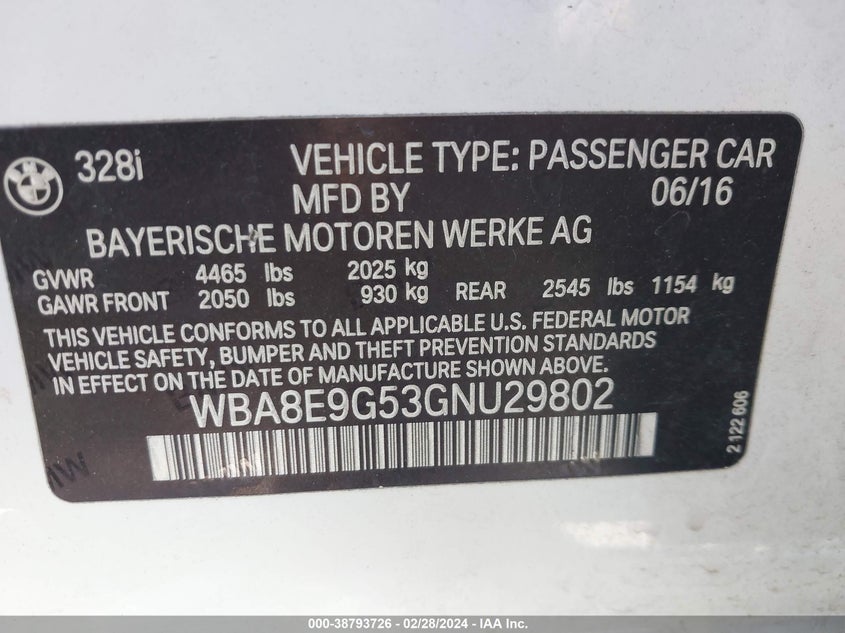 328i VEHICLE TYPE: PASSENGER CAR
MFD BY 06/16
BAYERISCHE MOTOREN WERKE AG
GVWR 4465 lbs 2025 kg
GAWR FRONT 2050 lbs 930 kg REAR 2545 lbs 1154 kg
THIS VEHICLE CONFORMS TO ALL APPLICABLE U.S. FEDERAL MOTOR
VEHICLE SAFETY, BUMPER AND THEFT PREVENTION STANDARDS
IN EFFECT ON THE DATE OF MANUFACTURE SHOWN ABOVE.
WBA8E9G53GNU29802
2 122 606
000-38793726 - 02/28/2024 - IAA Inc.